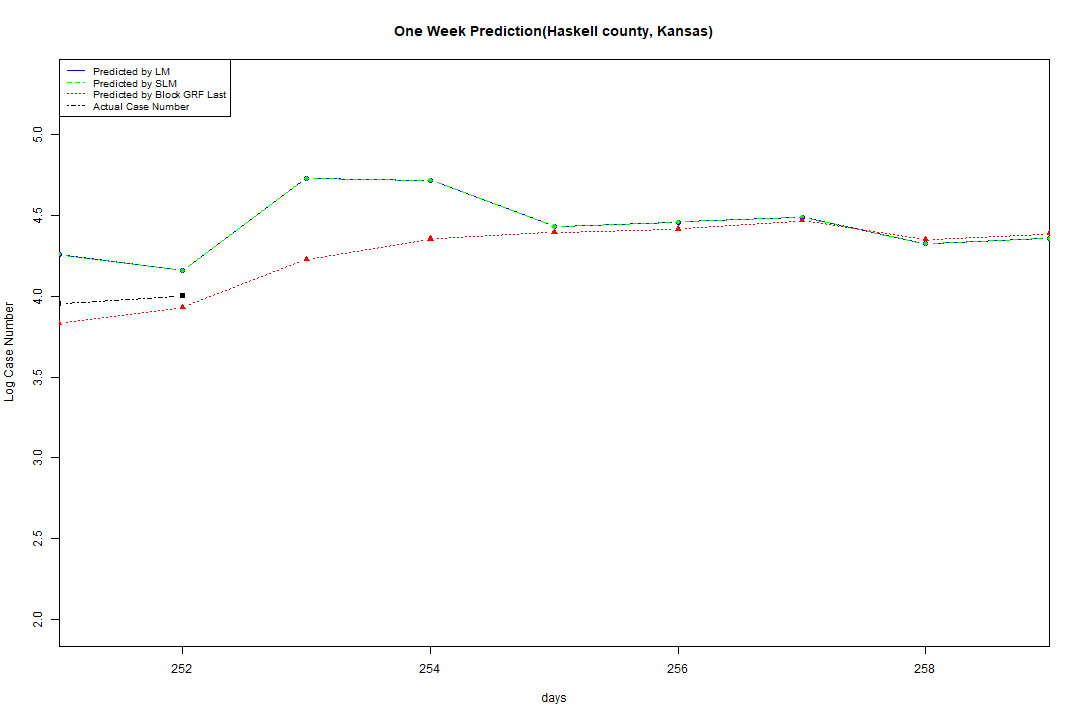 One Week Prediction(Haskell county, Kansas)
Predicted by LM
Predicted by SLM
Predicted by Block GRF Last
Actual Case Number
5.0
4.5
4.0
3.5
3.0
2.5
2.0
Log Case Number
252 254 256 258
days